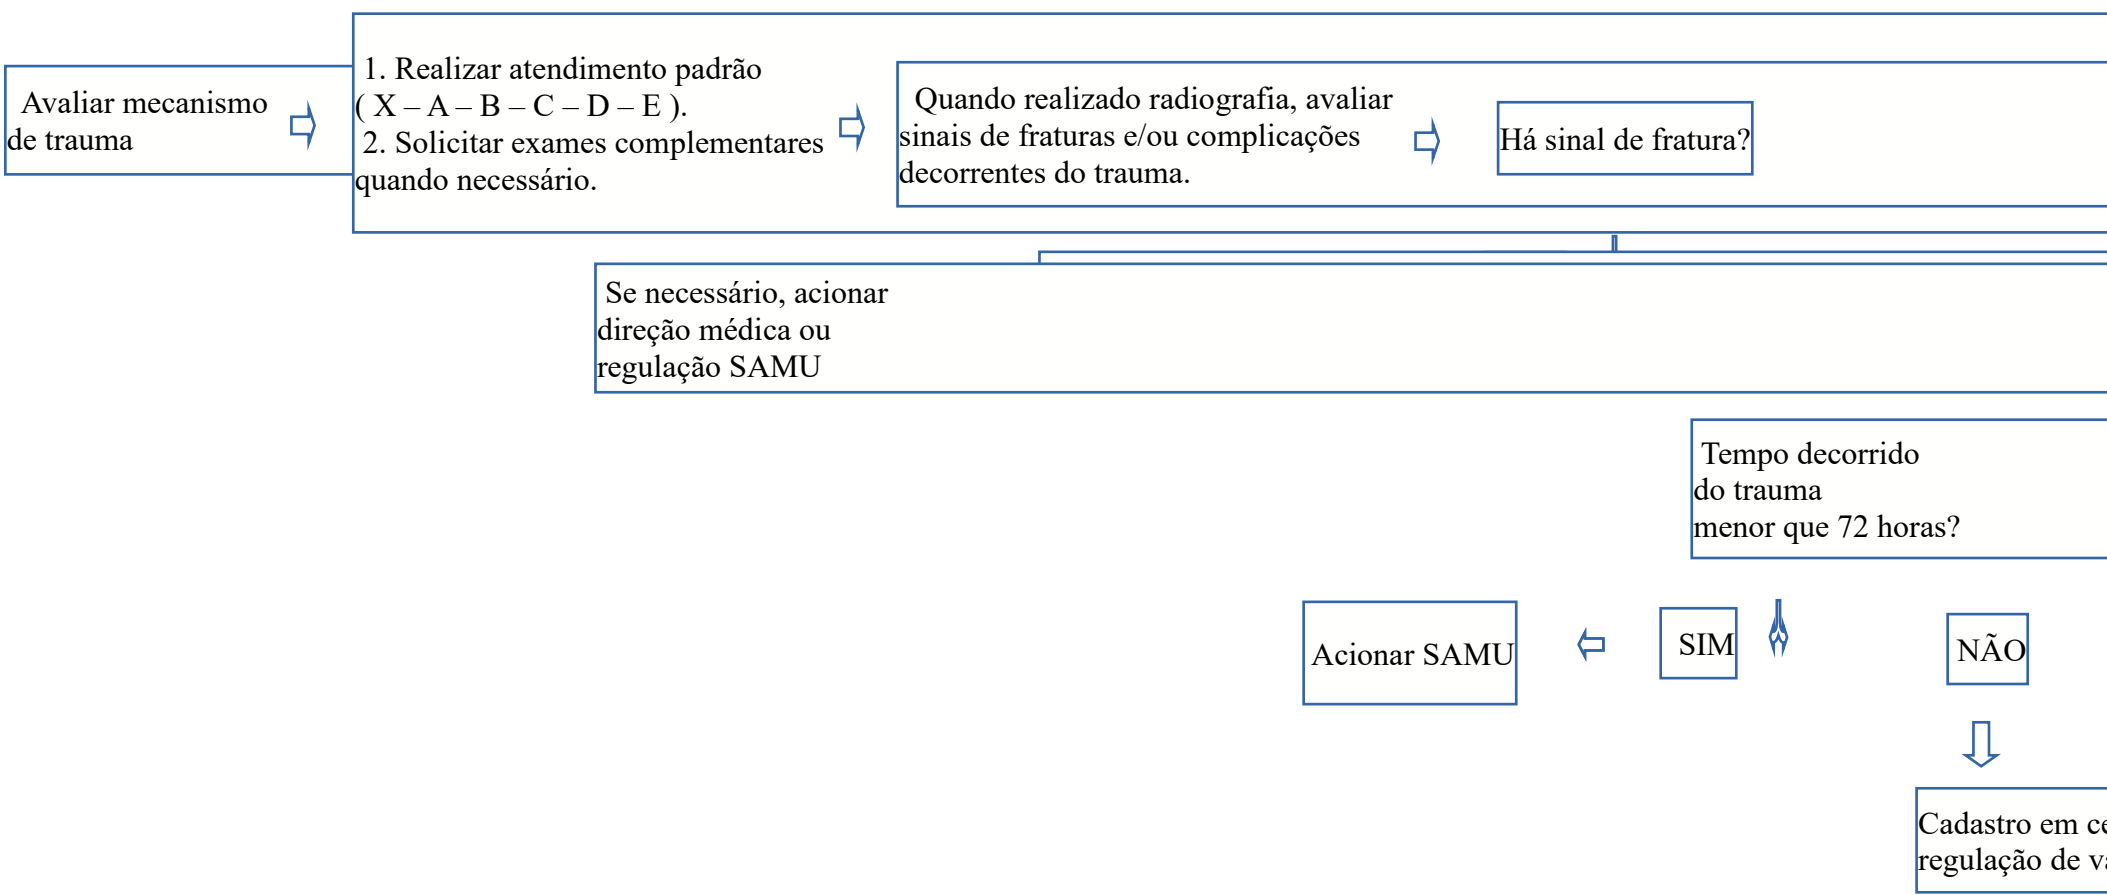 Avaliar mecanismo
de trauma
1. Realizar atendimento padrão
( X – A – B – C – D – E ).
2. Solicitar exames complementares
quando necessário.
Quando realizado radiografia, avaliar
sinais de fraturas e/ou complicações
decorrentes do trauma.
Há sinal de fratura?
Se necessário, acionar
direção médica ou
regulação SAMU
Tempo decorrido
do trauma
menor que 72 horas?
Acionar SAMU
SIM
NÃO
Cadastro em
regulação de